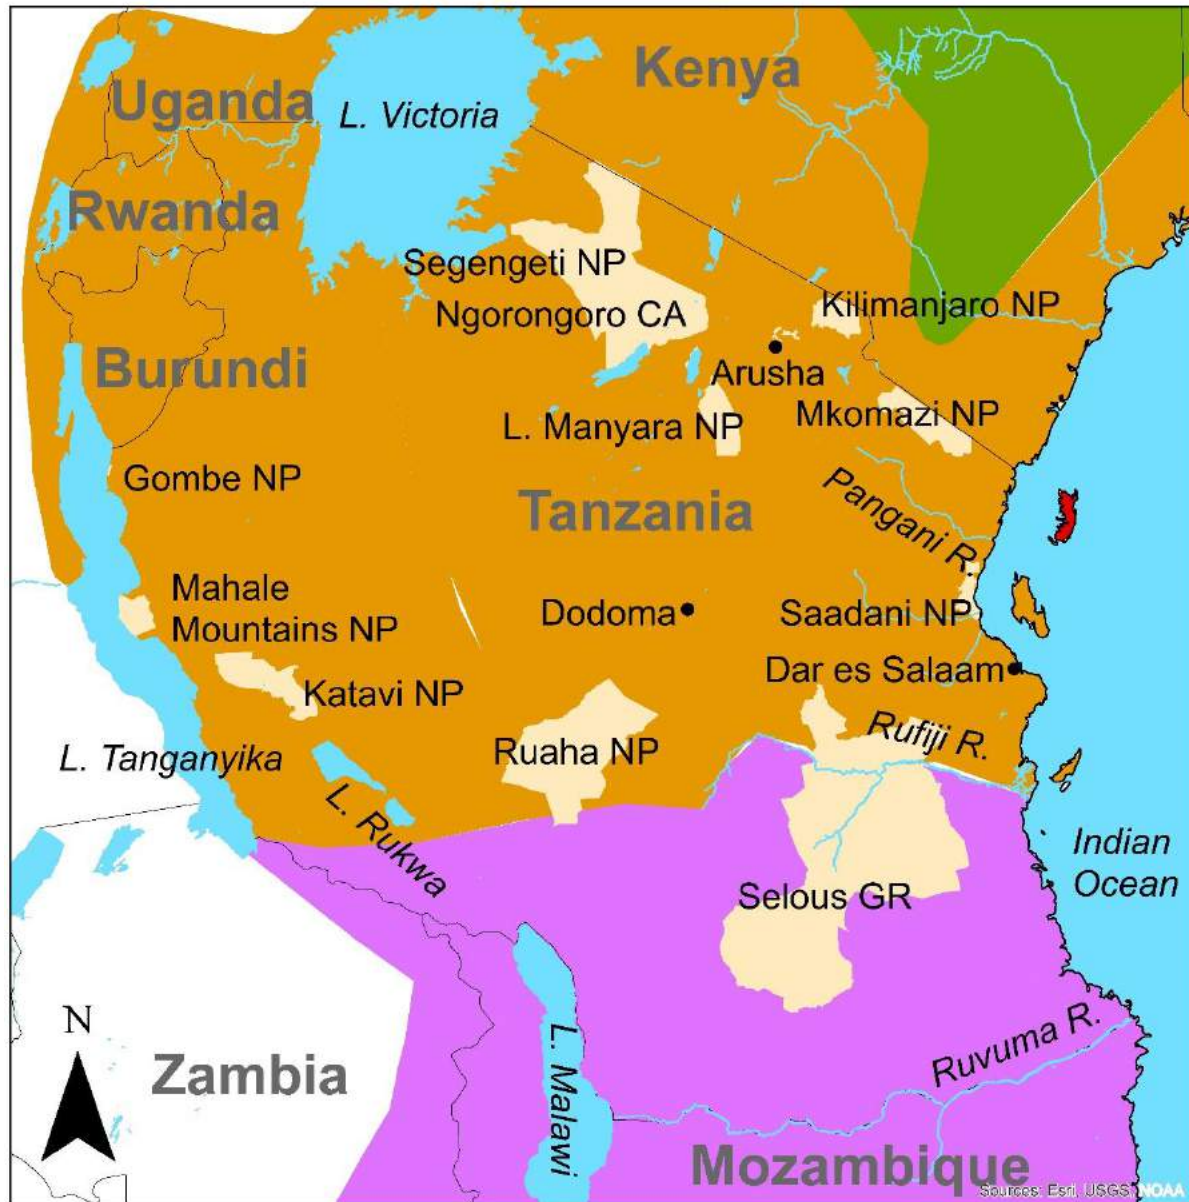 Kenya
Uganda
L. Victoria
Rwanda
Segengeti NP
Ngorongoro CA
Kilimanjaro NP
Burundi
Arusha
L. Manyara NP
Mkomazi NP
Gombe NP
Tanzania
Pangani R.
Mahale
Mountains NP
Dodoma
Saadani NP
Dar es Salaam
Katavi NP
Rufiji R.
Ruaha NP
L. Tanganyika
L. Rukwa
Indian
Ocean
Selous GR
N
Zambia
L. Malawi
Ruvuma R.
Mozambique
Sources: Esri, USGS, NOAA